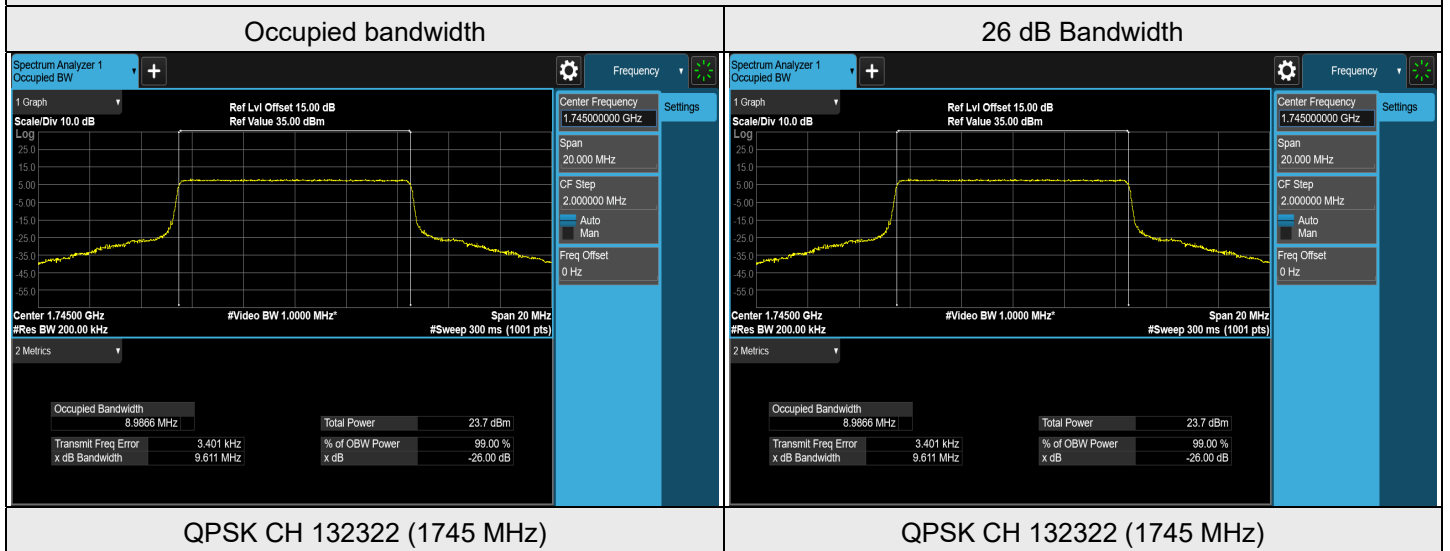 Occupied bandwidth
26 dB Bandwidth
Spectrum Analyzer 1
Occupied BW
Frequency
1 Graph
Ref Lvl Offset 15.00 dB
Scale/Div 10.0 dB
Ref Value 35.00 dBm
Log
25.0
15.0
5.00
-5.00
-15.0
-25.0
-35.0
-45.0
-55.0
Center 1.74500 GHz
#Video BW 1.0000 MHz*
Span 20 MHz
#Res BW 200.00 kHz
#Sweep 300 ms (1001 pts)
Center Frequency
1.745000000 GHz
Settings
Span
20.000 MHz
CF Step
2.000000 MHz
Auto
Man
Freq Offset
0 Hz
2 Metrics
Occupied Bandwidth
8.9866 MHz
Total Power 23.7 dBm
Transmit Freq Error 3.401 kHz
% of OBW Power 99.00 %
x dB Bandwidth 9.611 MHz
x dB -26.00 dB
Spectrum Analyzer 1
Occupied BW
Frequency
1 Graph
Ref Lvl Offset 15.00 dB
Scale/Div 10.0 dB
Ref Value 35.00 dBm
Log
25.0
15.0
5.00
-5.00
-15.0
-25.0
-35.0
-45.0
-55.0
Center 1.74500 GHz
#Video BW 1.0000 MHz*
Span 20 MHz
#Res BW 200.00 kHz
#Sweep 300 ms (1001 pts)
Center Frequency
1.745000000 GHz
Settings
Span
20.000 MHz
CF Step
2.000000 MHz
Auto
Man
Freq Offset
0 Hz
2 Metrics
Occupied Bandwidth
8.9866 MHz
Total Power 23.7 dBm
Transmit Freq Error 3.401 kHz
% of OBW Power 99.00 %
x dB Bandwidth 9.611 MHz
x dB -26.00 dB
QPSK CH 132322 (1745 MHz)
QPSK CH 132322 (1745 MHz)